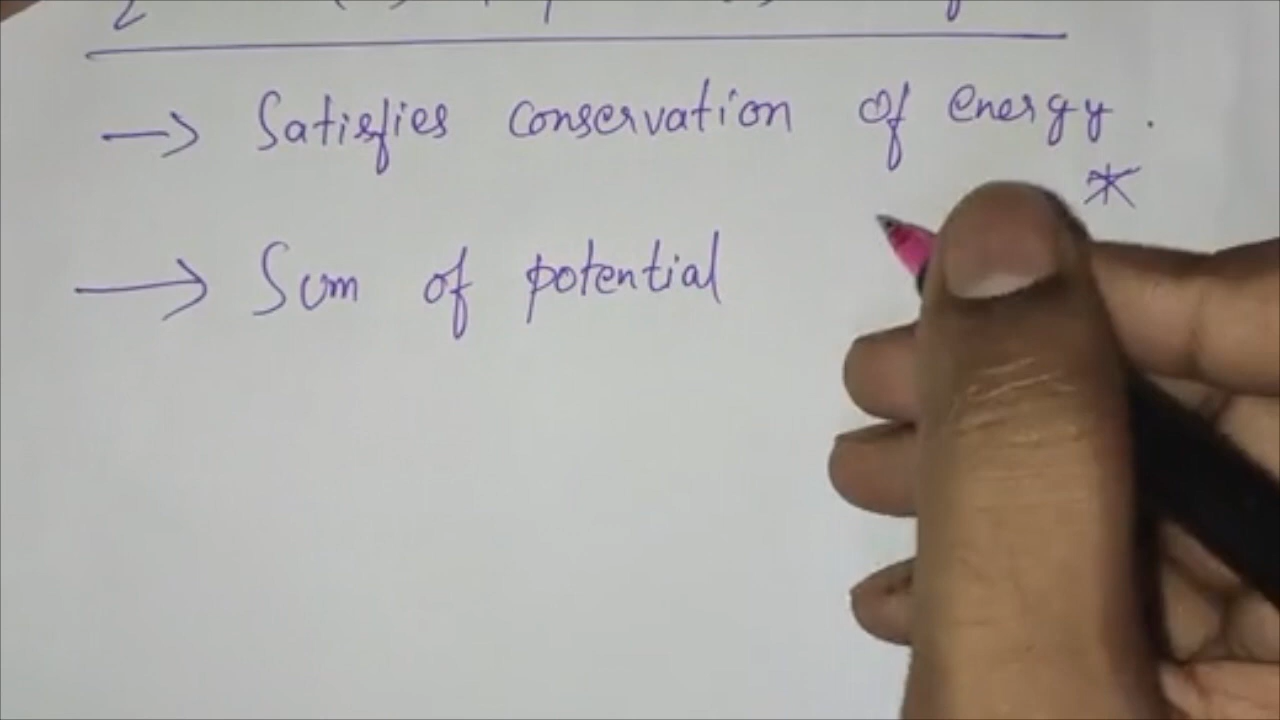 → Satisfies conservation of energy.
*
→ Sum of potential